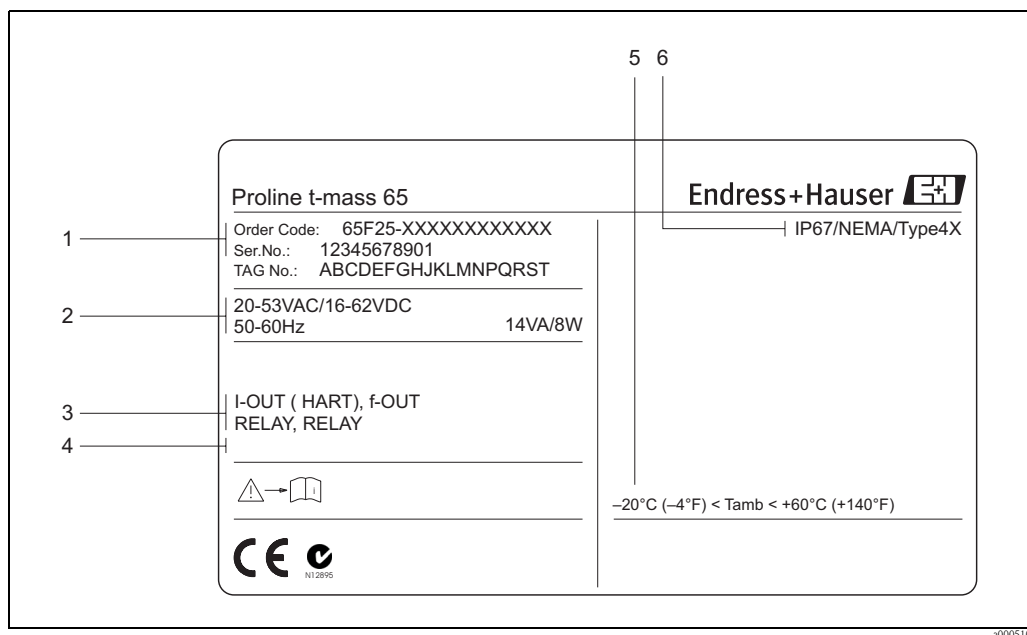 5 6
Proline t-mass 65
Endress+Hauser
1
Order Code: 65F25-XXXXXXXXXXXX
IP67/NEMA/Type4X
Ser.No.: 12345678901
TAG No.: ABCDEFGHJKLMNPQRST
2
20-53VAC/16-62VDC
50-60Hz 14VA/8W
3
I-OUT ( HART), f-OUT
RELAY, RELAY
4
i
–20°C (–4°F) < Tamb < +60°C (+140°F)
CE
N12895